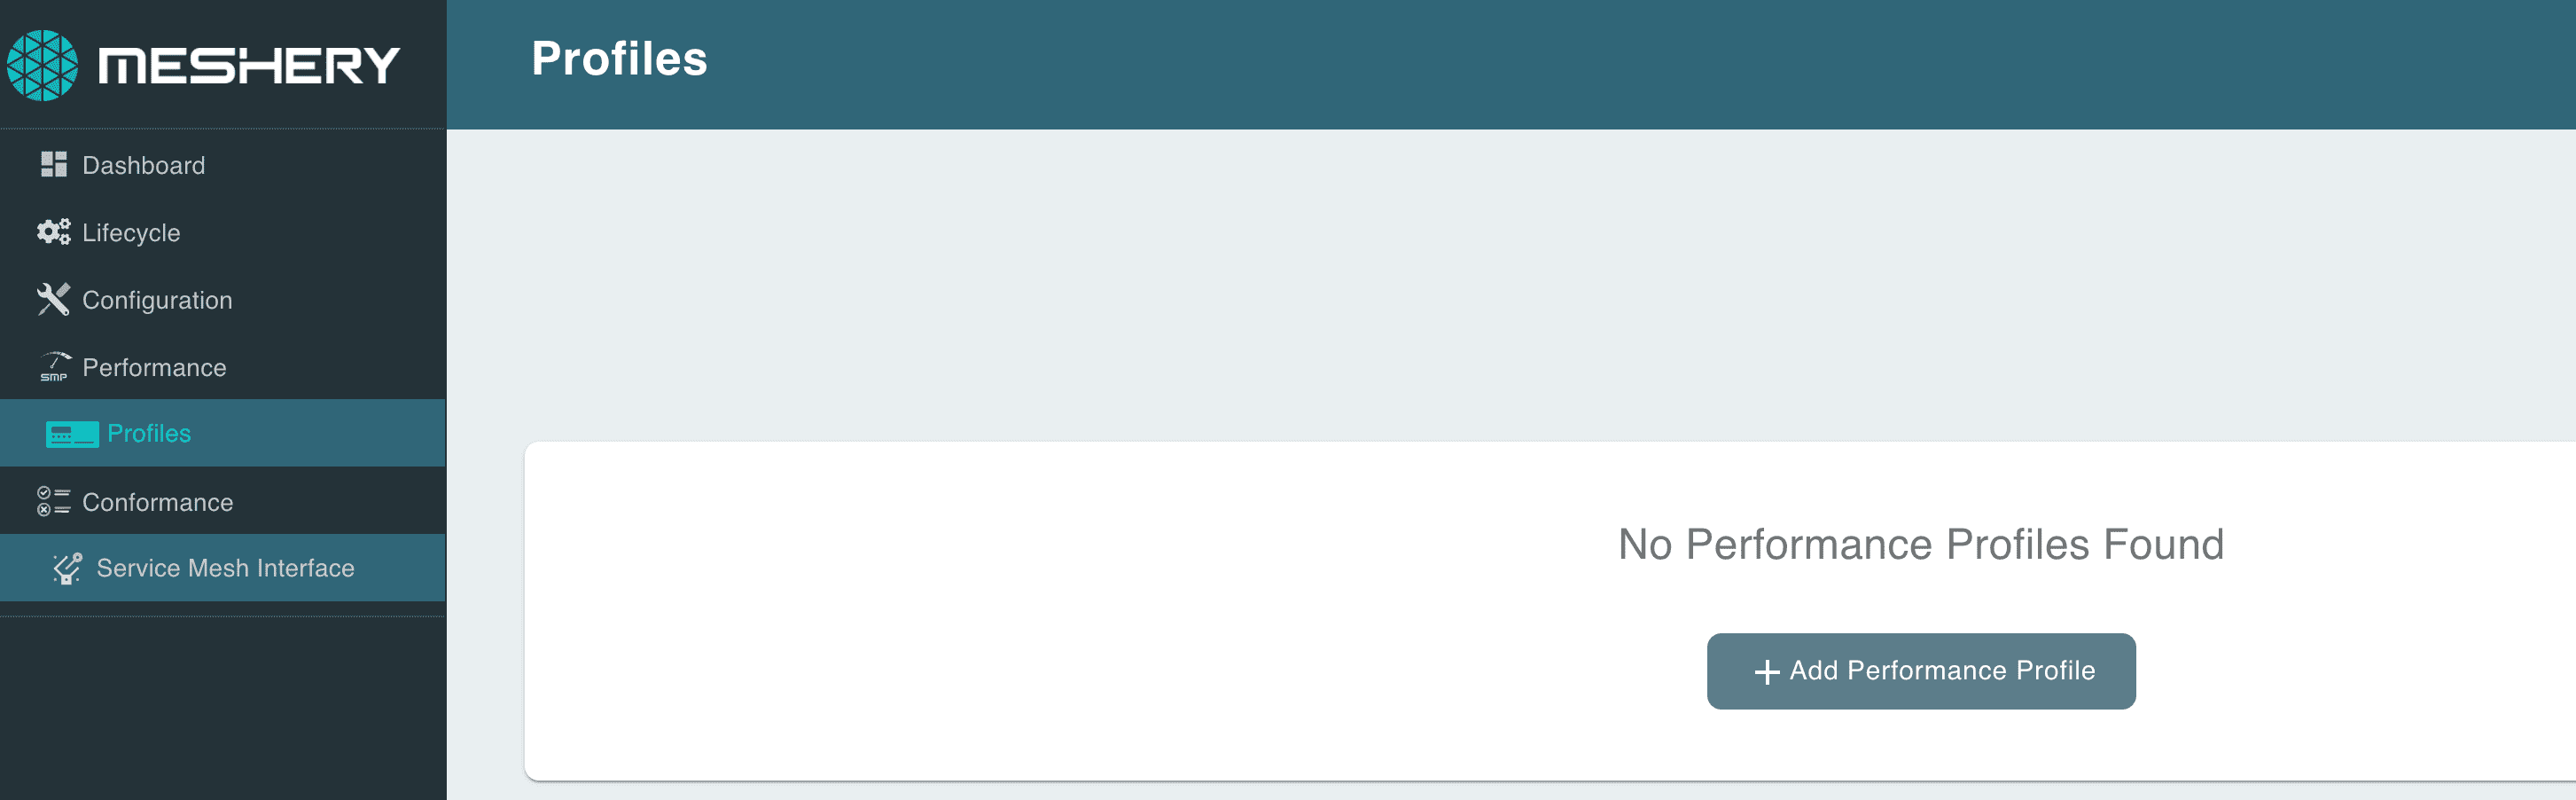 MESHERY
Profiles
Dashboard
Lifecycle
Configuration
SMP
Performance
Profiles
Conformance
Service Mesh Interface
No Performance Profiles Found
+ Add Performance Profile